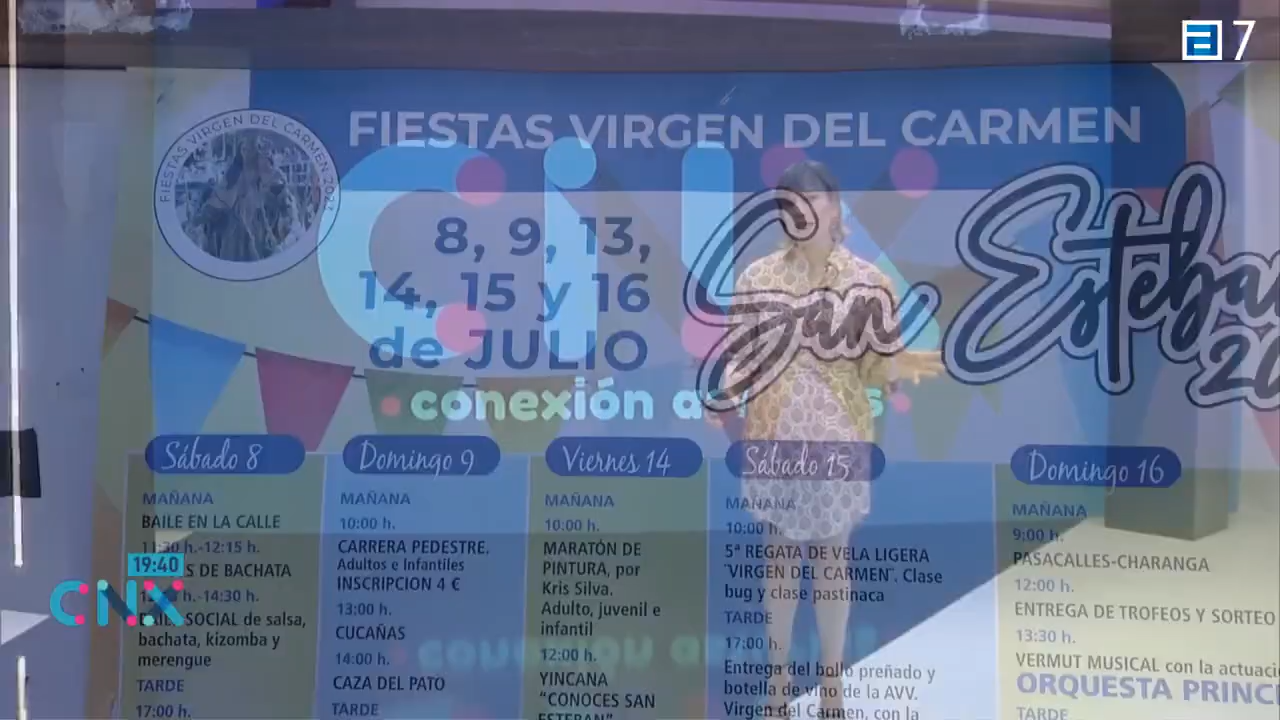 7
FIESTAS VIRGEN DEL CARMEN
FIESTAS VIRGEN DEL CARMEN
8, 9, 13,
14, 15 y 16
de JULIO
San Esteban
conexión
Sábado 8
MAÑANA
BAILE EN LA CALLE
11:30 h.-12:15 h.
DE BACHATA
h.-14:30 h.
SOCIAL de salsa,
bachata, kizomba y
merengue
TARDE
17:00 h.
Domingo 9
MAÑANA
10:00 h.
CARRERA PEDESTRE.
Adultos e Infantiles
INSCRIPCION 4 €
13:00 h.
CUCAÑAS
14:00 h.
CAZA DEL PATO
TARDE
Viernes 14
MAÑANA
10:00 h.
MARATÓN DE
PINTURA, por
Kris Silva.
Adulto, juvenil e
infantil
12:00 h.
YINCANA
“CONOCES SAN
ESTEBAN”
Sábado 15
MAÑANA
10:00 h.
5ª REGATA DE VELA LIGERA
"VIRGEN DEL CARMEN". Clase
bug y clase pastinaca
TARDE
17:00 h.
Entrega del bollo preñado y
botella de vino de la AVV.
Virgen del Carmen, con la
Domingo 16
MAÑANA
9:00 h.
PASACALLES-CHARANGA
12:00 h.
ENTREGA DE TROFEOS Y SORTEO
13:30 h.
VERMUT MUSICAL con la actuació
ORQUESTA PRINC
TARDE
19:40
CNX